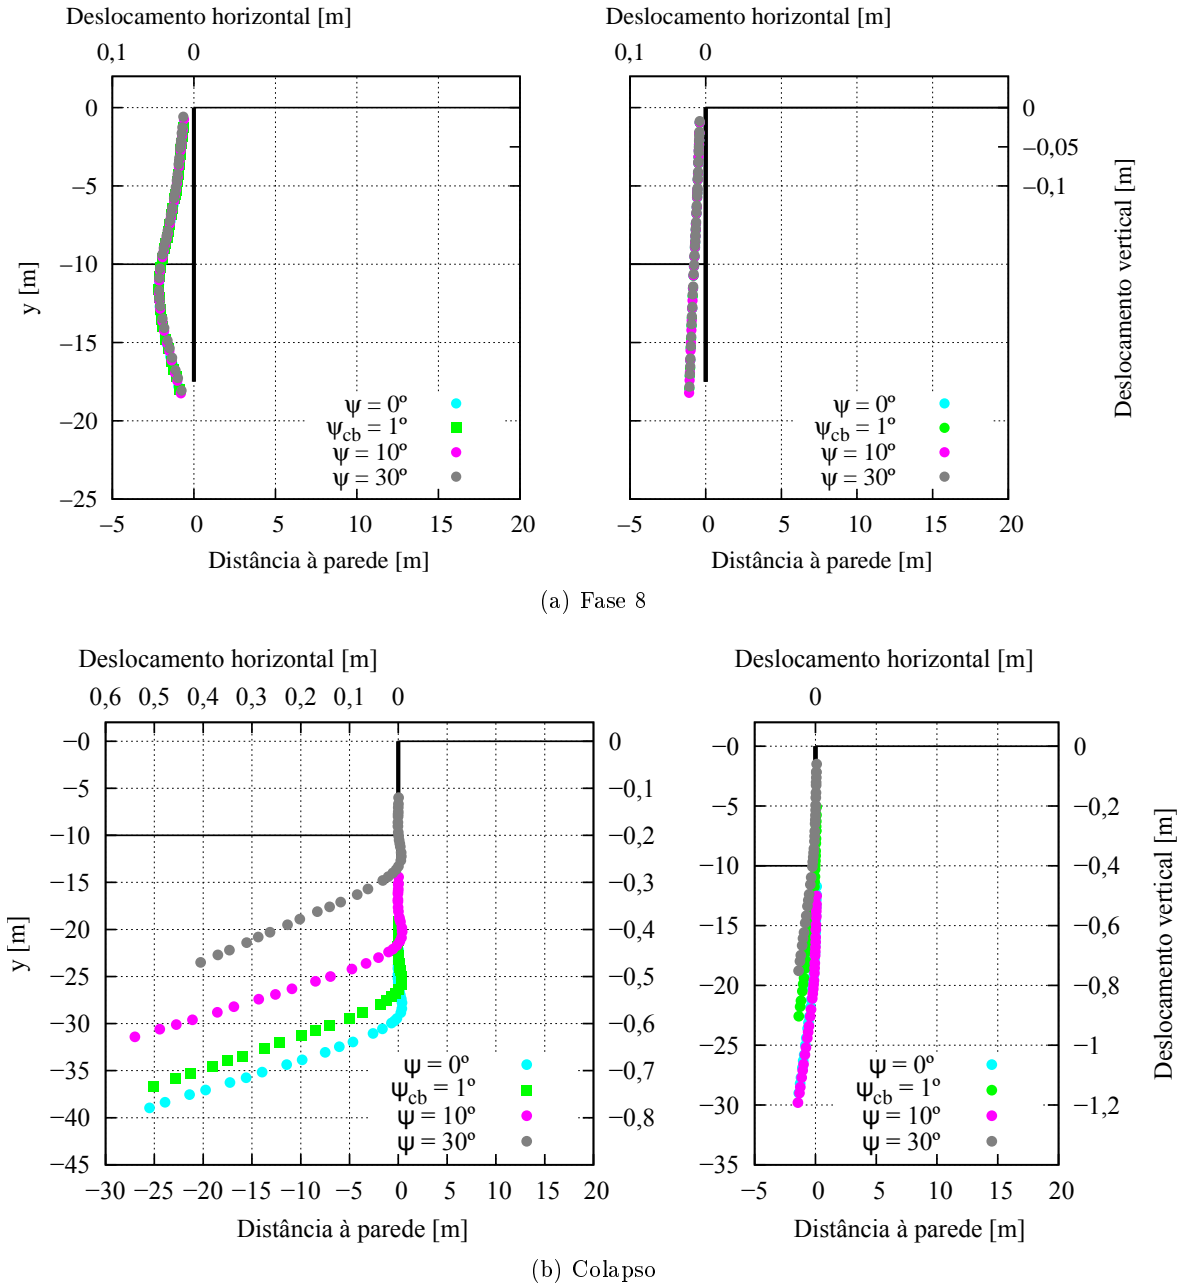 Deslocamento horizontal [m]
Deslocamento horizontal [m]
0,1 0
0,1 0
0
−5
−10
−15
−20
−25
y [m]
0
−0,05
−0,1
Deslocamento vertical [m]
ψ = 0º
ψcb = 1º
ψ = 10º
ψ = 30º
ψ = 0º
ψcb = 1º
ψ = 10º
ψ = 30º
−5 0 5 10 15 20
−5 0 5 10 15 20
Distância à parede [m]
Distância à parede [m]
(a) Fase 8
Deslocamento horizontal [m]
Deslocamento horizontal [m]
0,6 0,5 0,4 0,3 0,2 0,1 0
0
−0
−5
−10
−15
−20
−25
−30
−35
−40
−45
y [m]
0
−0,1
−0,2
−0,3
−0,4
−0,5
−0,6
−0,7
−0,8
−0
−5
−10
−15
−20
−25
−30
−35
0
−0,2
−0,4
−0,6
−0,8
−1
−1,2
Deslocamento vertical [m]
ψ = 0º
ψcb = 1º
ψ = 10º
ψ = 30º
ψ = 0º
ψcb = 1º
ψ = 10º
ψ = 30º
−30 −25 −20 −15 −10 −5 0 5 10 15 20
−5 0 5 10 15 20
Distância à parede [m]
Distância à parede [m]
(b) Colapso